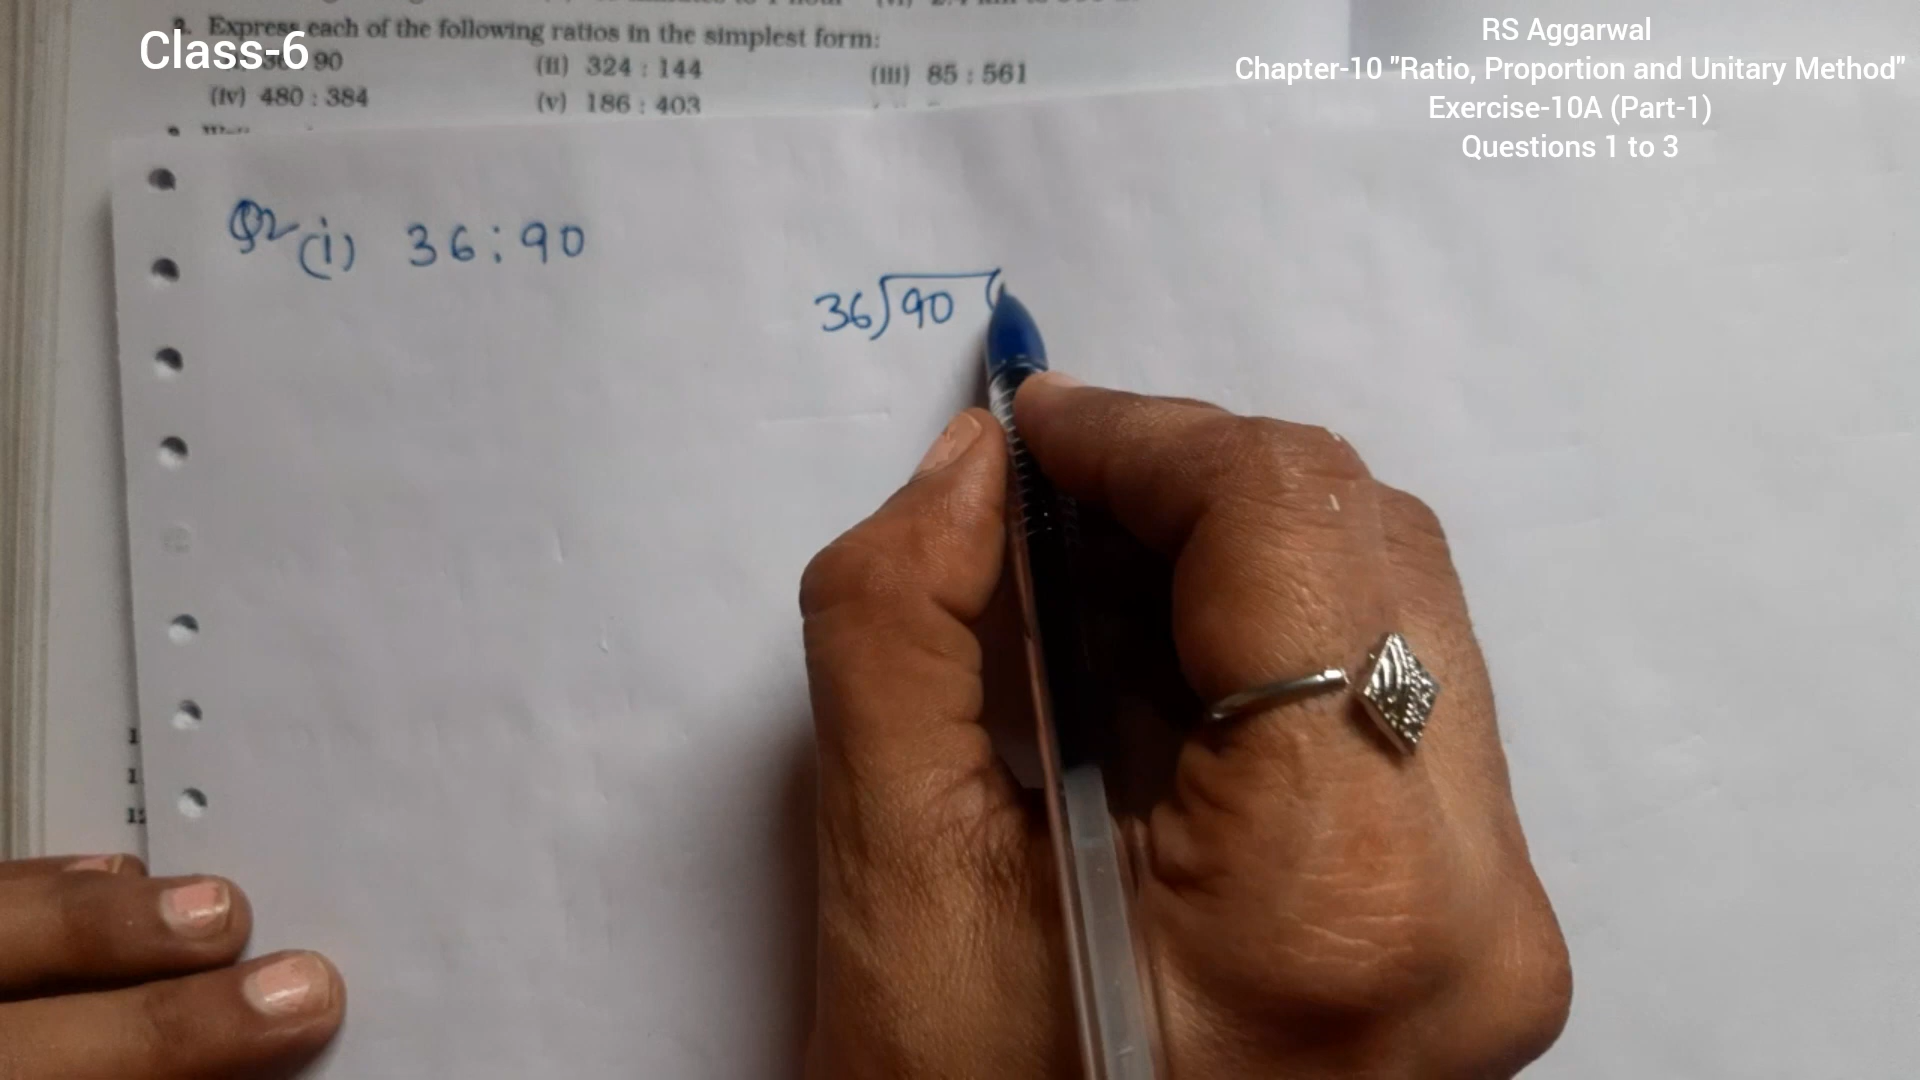 Class-6
RS Aggarwal
Chapter-10 "Ratio, Proportion and Unitary Method"
Exercise-10A (Part-1)
Questions 1 to 3
Express each of the following ratios in the simplest form:
36 : 90 (ii) 324 : 144 (iii) 85 : 561
(iv) 480 : 384 (v) 186 : 403
Q2 (i) 36 : 90
36)90(